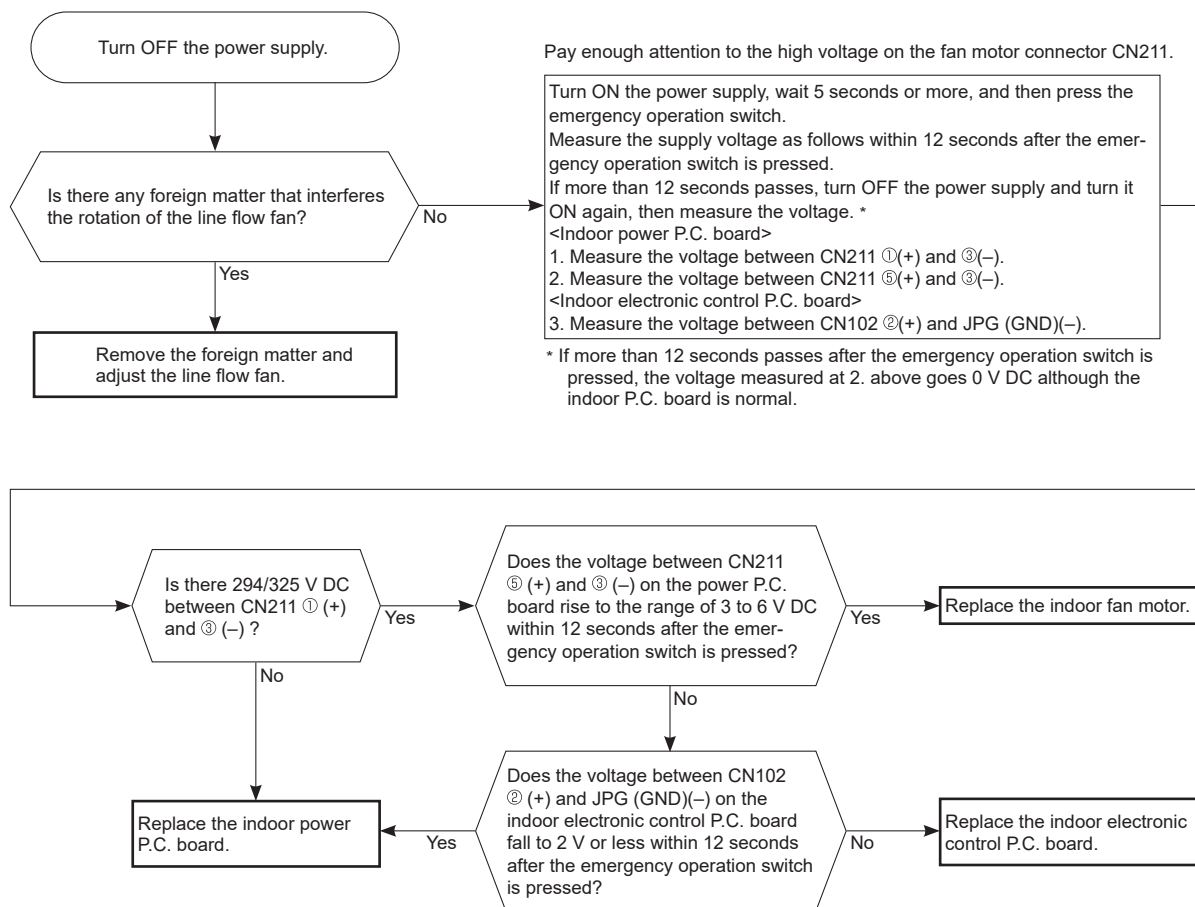 Turn OFF the power supply.
Is there any foreign matter that interferes
the rotation of the line flow fan?
No
Yes
Remove the foreign matter and
adjust the line flow fan.
Pay enough attention to the high voltage on the fan motor connector CN211.
Turn ON the power supply, wait 5 seconds or more, and then press the
emergency operation switch.
Measure the supply voltage as follows within 12 seconds after the emer-
gency operation switch is pressed.
If more than 12 seconds passes, turn OFF the power supply and turn it
ON again, then measure the voltage. *
<Indoor power P.C. board>
1. Measure the voltage between CN211 ①(+) and ③(–).
2. Measure the voltage between CN211 ⑤(+) and ③(–).
<Indoor electronic control P.C. board>
3. Measure the voltage between CN102 ②(+) and JPG (GND)(–).
* If more than 12 seconds passes after the emergency operation switch is
pressed, the voltage measured at 2. above goes 0 V DC although the
indoor P.C. board is normal.
Is there 294/325 V DC
between CN211 ① (+)
and ③ (–) ?
Yes
No
Does the voltage between CN211
⑤ (+) and ③ (–) on the power P.C.
board rise to the range of 3 to 6 V DC
within 12 seconds after the emer-
gency operation switch is pressed?
Yes
Replace the indoor fan motor.
No
Does the voltage between CN102
② (+) and JPG (GND)(–) on the
indoor electronic control P.C. board
fall to 2 V or less within 12 seconds
after the emergency operation switch
is pressed?
Yes
Replace the indoor power
P.C. board.
No
Replace the indoor electronic
control P.C. board.